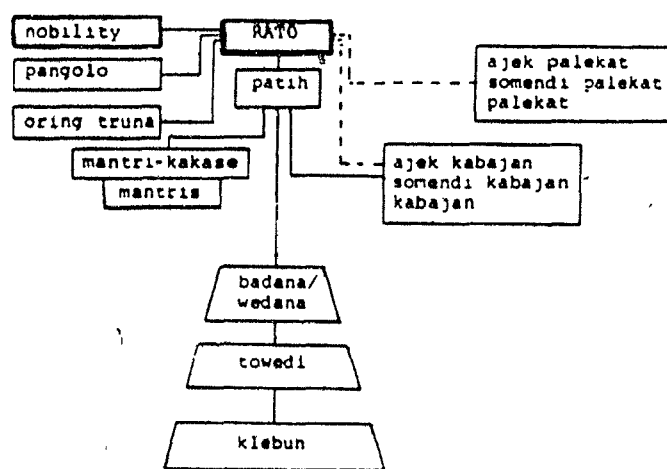 nobility
RATO
pangolo
patih
oring truna
mantri-kakase
mantris
ajek palekat
somendi palekat
palekat
ajek kabajan
somendi kabajan
kabajan
badana/
wedana
towedi
klebun